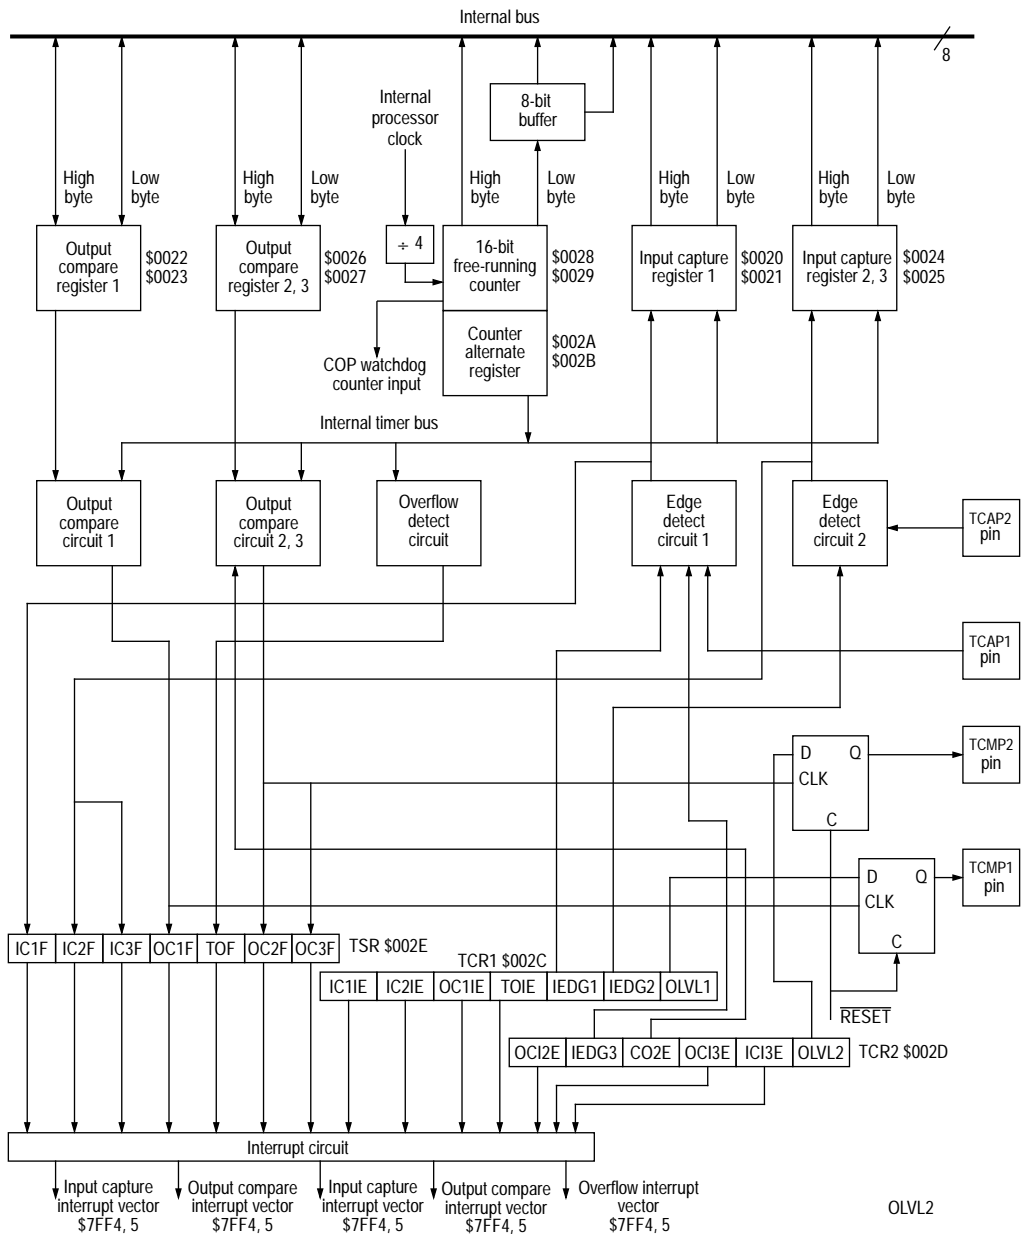 Internal bus
8
Internal
processor
clock
8-bit
buffer
High
byte
Low
byte
High
byte
Low
byte
High
byte
Low
byte
High
byte
Low
byte
High
byte
Low
byte
Output
compare
register 1
$0022
$0023
Output
compare
register 2, 3
$0026
$0027
÷ 4
16-bit
free-running
counter
$0028
$0029
Input capture
register 1
$0020
$0021
Input capture
register 2, 3
$0024
$0025
Counter
alternate
register
$002A
$002B
COP watchdog
counter input
Internal timer bus
Output
compare
circuit 1
Output
compare
circuit 2, 3
Overflow
detect
circuit
Edge
detect
circuit 1
Edge
detect
circuit 2
TCAP2
pin
TCAP1
pin
TCMP2
pin
D Q
CLK
C
TCMP1
pin
D Q
CLK
C
IC1F IC2F IC3F OC1F TOF OC2F OC3F TSR $002E
TCR1 $002C
IC1IE IC2IE OC1IE TOIE IEDG1 IEDG2 OLVL1
RESET
OCI2E IEDG3 CO2E OCI3E ICI3E OLVL2 TCR2 $002D
Interrupt circuit
Input capture
interrupt vector
$7FF4, 5
Output compare
interrupt vector
$7FF4, 5
Input capture
interrupt vector
$7FF4, 5
Output compare
interrupt vector
$7FF4, 5
Overflow interrupt
vector
$7FF4, 5
OLVL2